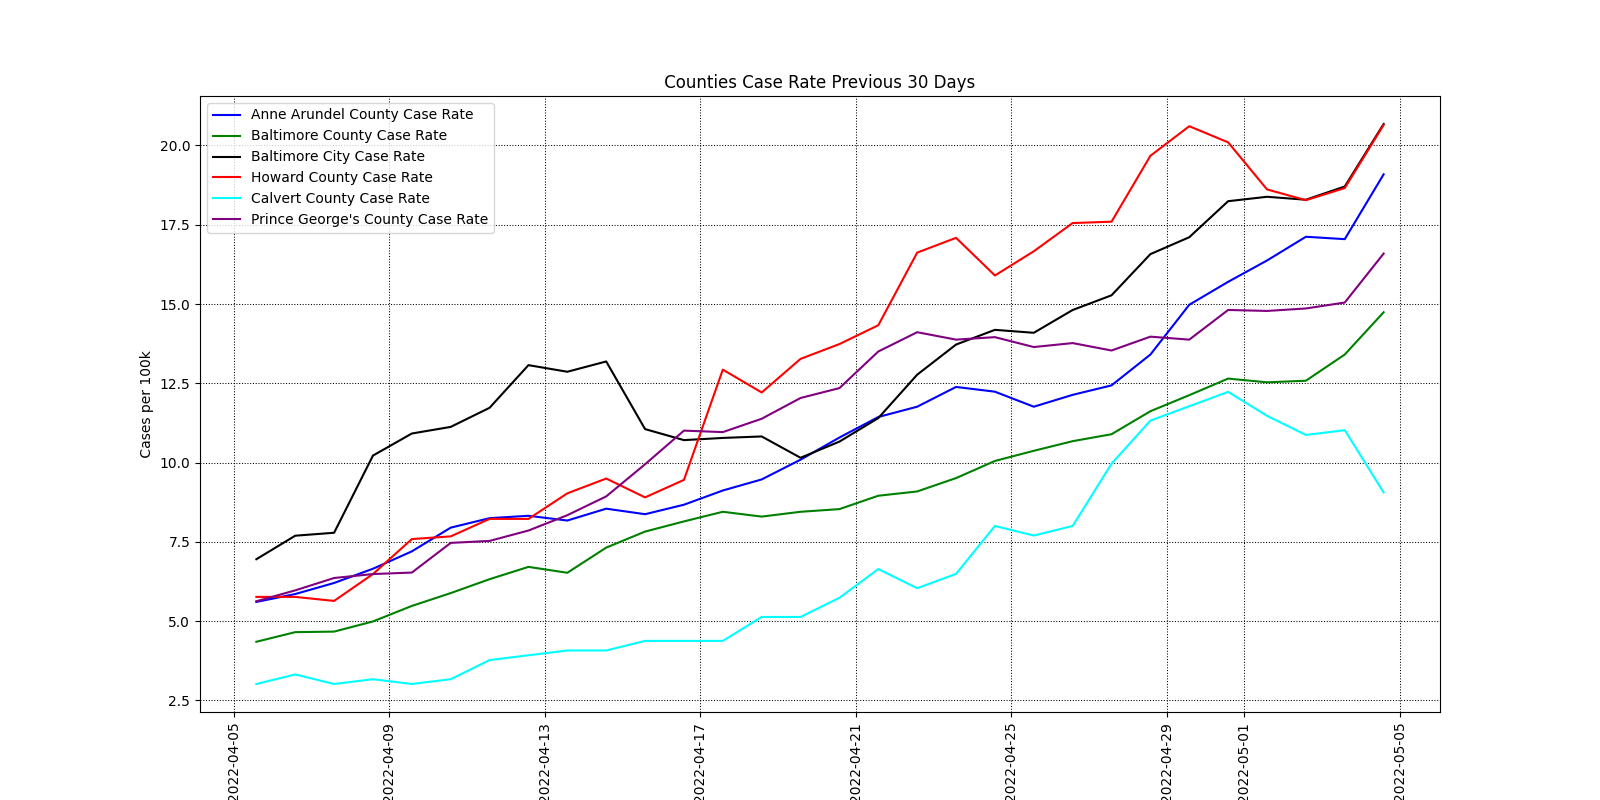 Counties Case Rate Previous 30 Days
Anne Arundel County Case Rate
Baltimore County Case Rate
Baltimore City Case Rate
Howard County Case Rate
Calvert County Case Rate
Prince George's County Case Rate
Cases per 100k
20.0
17.5
15.0
12.5
10.0
7.5
5.0
2.5
2022-04-05
2022-04-09
2022-04-13
2022-04-17
2022-04-21
2022-04-25
2022-04-29
2022-05-01
2022-05-05